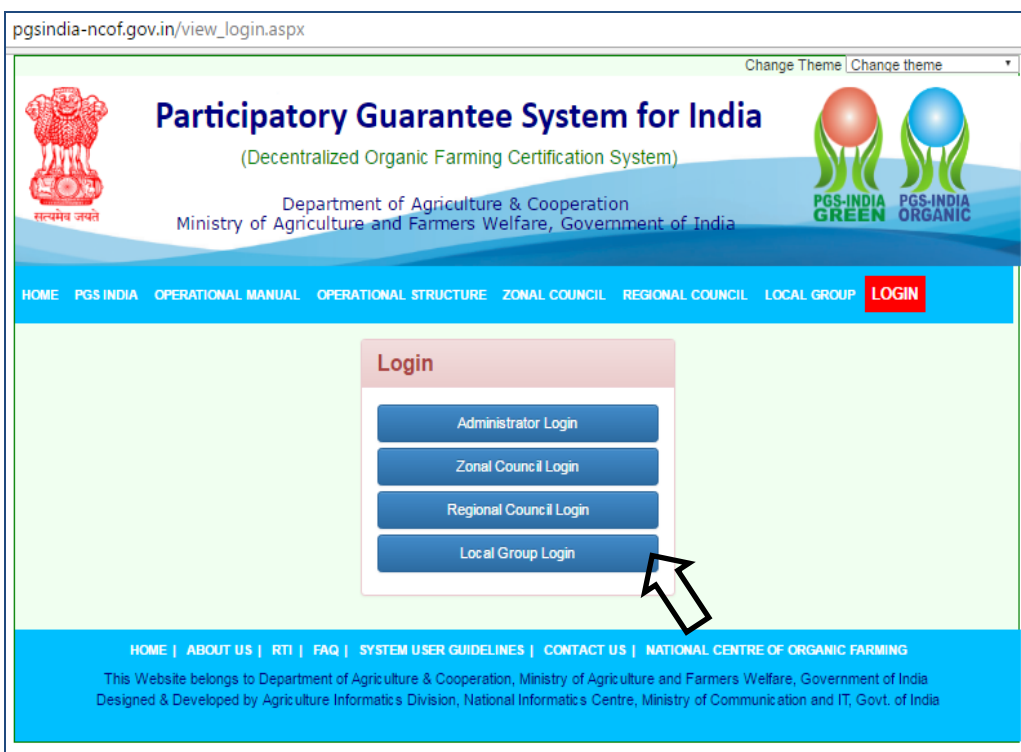 pgsindia-ncof.gov.in/view_login.aspx
Change Theme Change theme
Participatory Guarantee System for India
(Decentralized Organic Farming Certification System)
Department of Agriculture & Cooperation
Ministry of Agriculture and Farmers Welfare, Government of India
सत्यमेव जयते
PGS-INDIA GREEN
PGS-INDIA ORGANIC
HOME PGS INDIA OPERATIONAL MANUAL OPERATIONAL STRUCTURE ZONAL COUNCIL REGIONAL COUNCIL LOCAL GROUP LOGIN
Login
Administrator Login
Zonal Council Login
Regional Council Login
Local Group Login
HOME | ABOUT US | RTI | FAQ | SYSTEM USER GUIDELINES | CONTACT US | NATIONAL CENTRE OF ORGANIC FARMING
This Website belongs to Department of Agriculture & Cooperation, Ministry of Agriculture and Farmers Welfare, Government of India
Designed & Developed by Agriculture Informatics Division, National Informatics Centre, Ministry of Communication and IT, Govt. of India